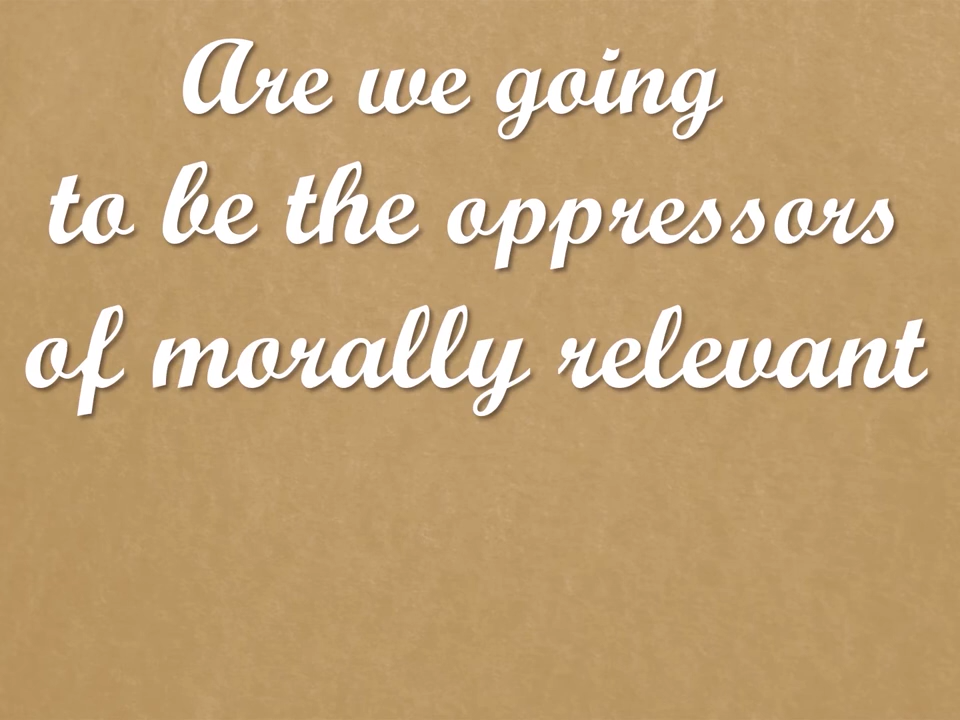 Are we going
to be the oppressors
of morally relevant